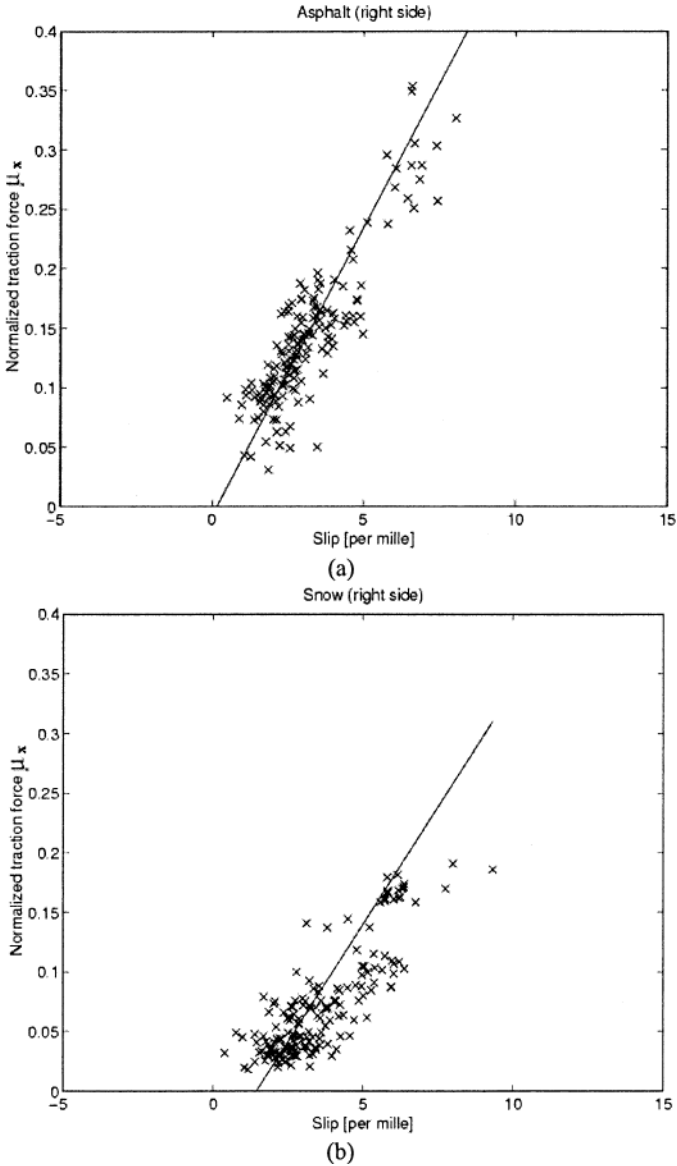 Asphalt (right side)
0.4
0.35
0.3
0.25
0.2
0.15
0.1
0.05
0
Normalized traction force μ x
-5 0 5 10 15
Slip [per mille]
(a)
Snow (right side)
0.4
0.35
0.3
0.25
0.2
0.15
0.1
0.05
0
Normalized traction force μ x
-5 0 5 10 15
Slip [per mille]
(b)